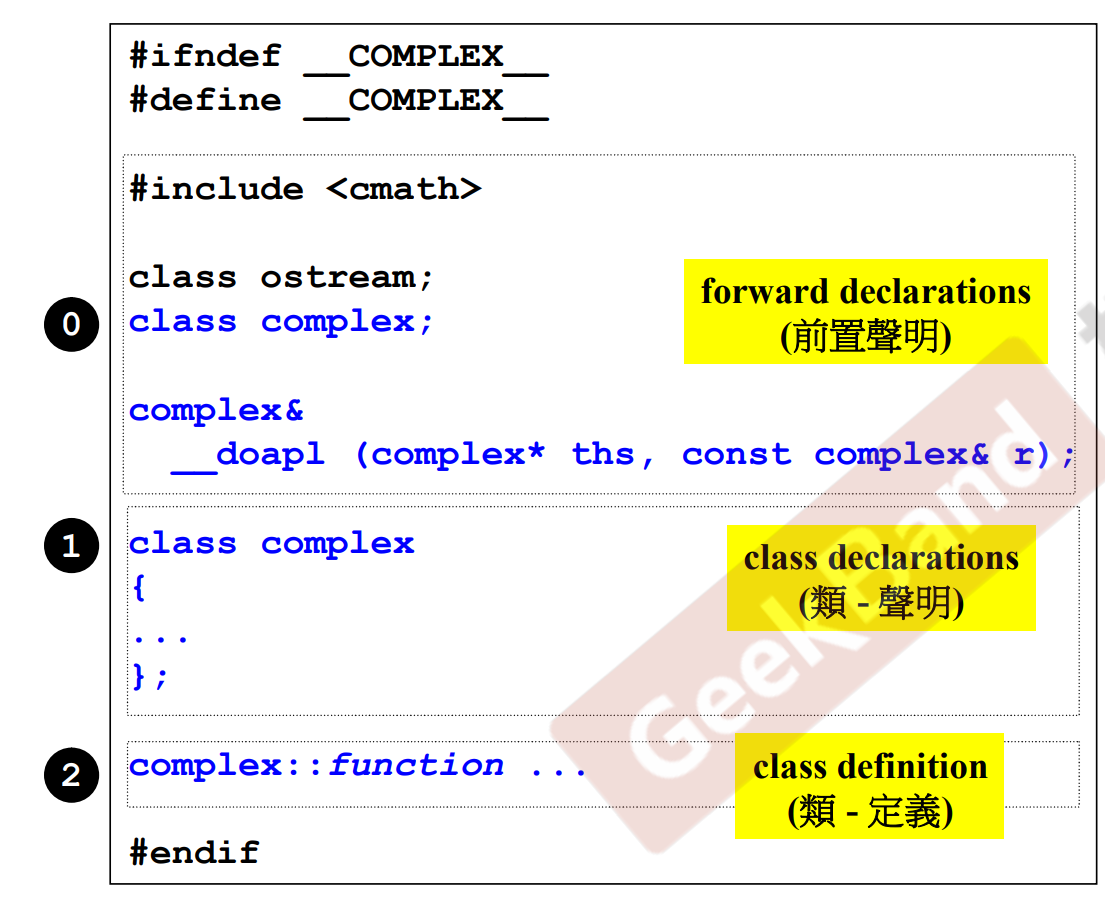 #ifndef __COMPLEX__
#define __COMPLEX__
#include <cmath>
class ostream;
forward declarations
(前置聲明)
0
class complex;
complex&
__doapl (complex* ths, const complex& r);
1
class complex
class declarations
(類 - 聲明)
{
...
};
2
complex::function ...
class definition
(類 - 定義)
#endif
GeekBand